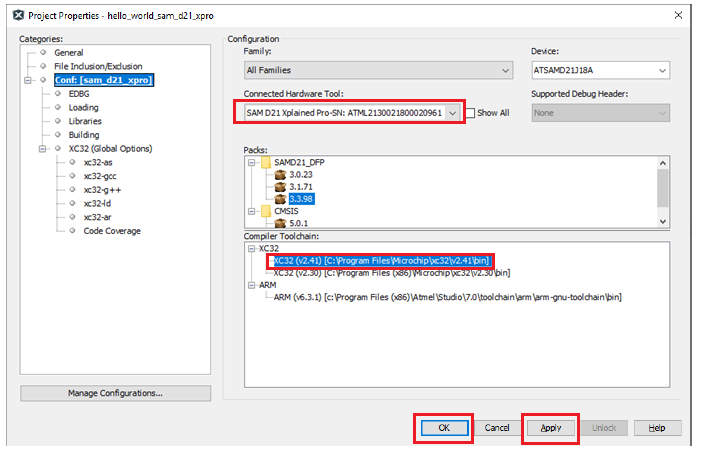 Project Properties - hello_world_sam_d21_xpro
Categories:
General
File Inclusion/Exclusion
Conf: [sam_d21_xpro]
EDBG
Loading
Libraries
Building
XC32 (Global Options)
xc32-as
xc32-gcc
xc32-g++
xc32-ld
xc32-ar
Code Coverage
Manage Configurations...
Configuration
Family:
All Families
Device:
ATSAMD21J18A
Connected Hardware Tool:
SAM D21 Xplained Pro-SN: ATML2130021800020961
Show All
Supported Debug Header:
None
Packs:
SAMD21_DFP
3.0.23
3.1.71
3.3.98
CMSIS
5.0.1
Compiler Toolchain:
XC32
XC32 (v2.41) [C:\Program Files\Microchip\xc32\v2.41\bin]
XC32 (v2.30) [C:\Program Files (x86)\Microchip\xc32\v2.30\bin]
ARM
ARM (v6.3.1) [c:\Program Files (x86)\Atmel\Studio\7.0\toolchain\arm\arm-gnu-toolchain\bin]
OK
Cancel
Apply
Unlock
Help